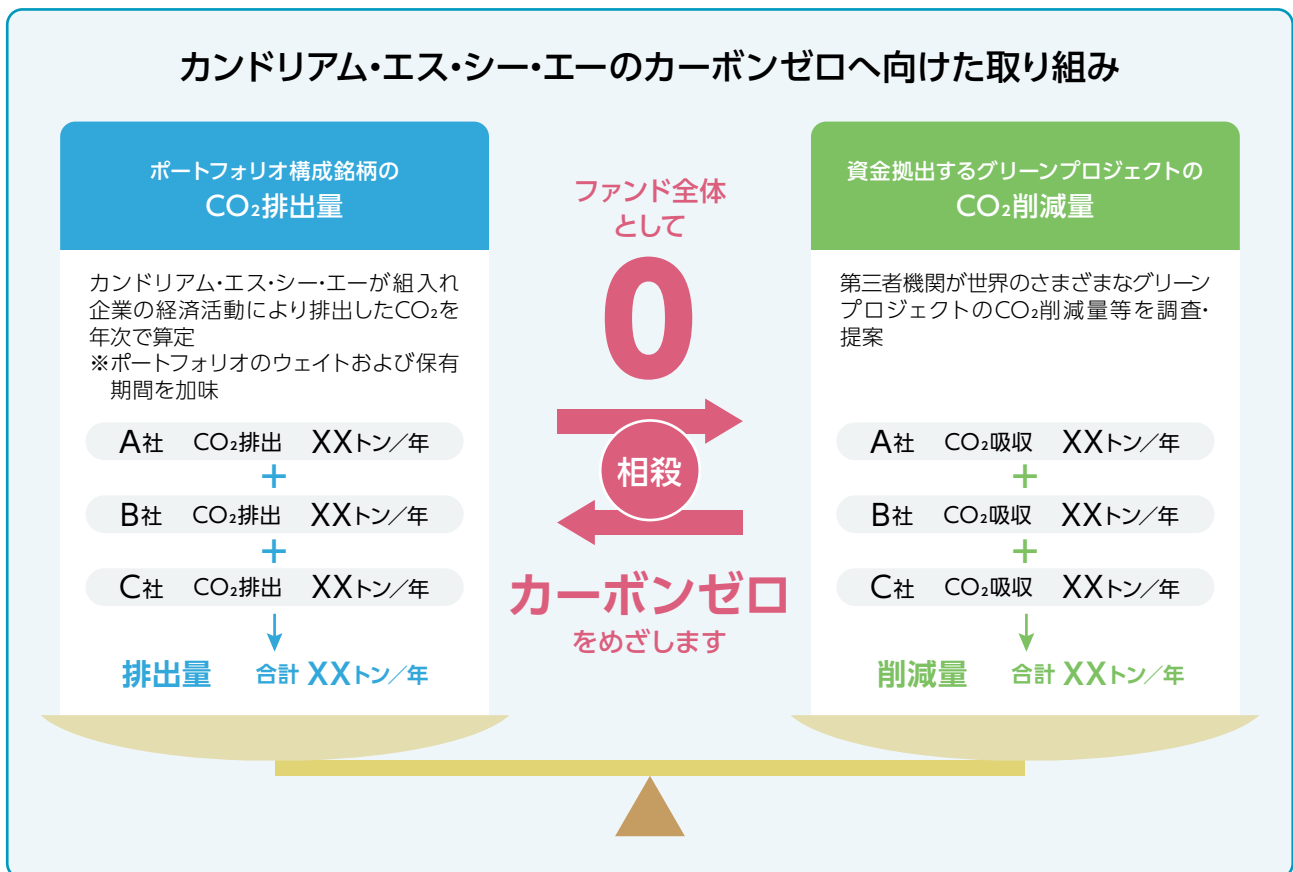 カンドリアム・エス・シー・エーのカーボンゼロへ向けた取り組み
ポートフォリオ構成銘柄の
CO₂排出量
カンドリアム・エス・シー・エーが組入れ
企業の経済活動により排出したCO₂を
年次で算定
※ポートフォリオのウェイトおよび保有
期間を加味
A社 CO₂排出 XXトン／年
+
B社 CO₂排出 XXトン／年
+
C社 CO₂排出 XXトン／年
排出量 合計 XXトン／年
ファンド全体
として
0
相殺
カーボンゼロ
をめざします
資金拠出するグリーンプロジェクトの
CO₂削減量
第三者機関が世界のさまざまなグリーン
プロジェクトのCO₂削減量等を調査・
提案
A社 CO₂吸収 XXトン／年
+
B社 CO₂吸収 XXトン／年
+
C社 CO₂吸収 XXトン／年
削減量 合計 XXトン／年